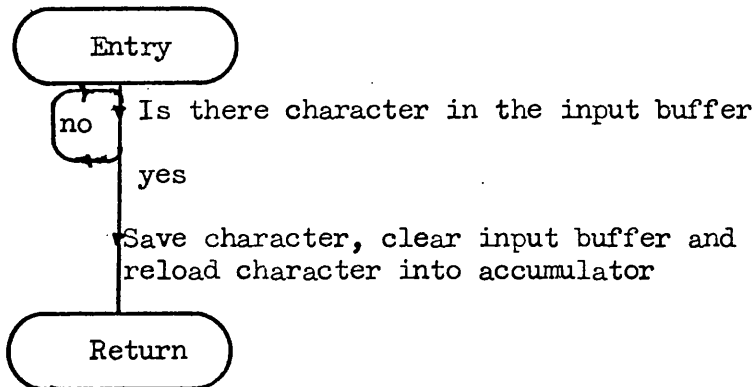 Entry
Is there character in the input buffer
no
yes
Save character, clear input buffer and
reload character into accumulator
Return